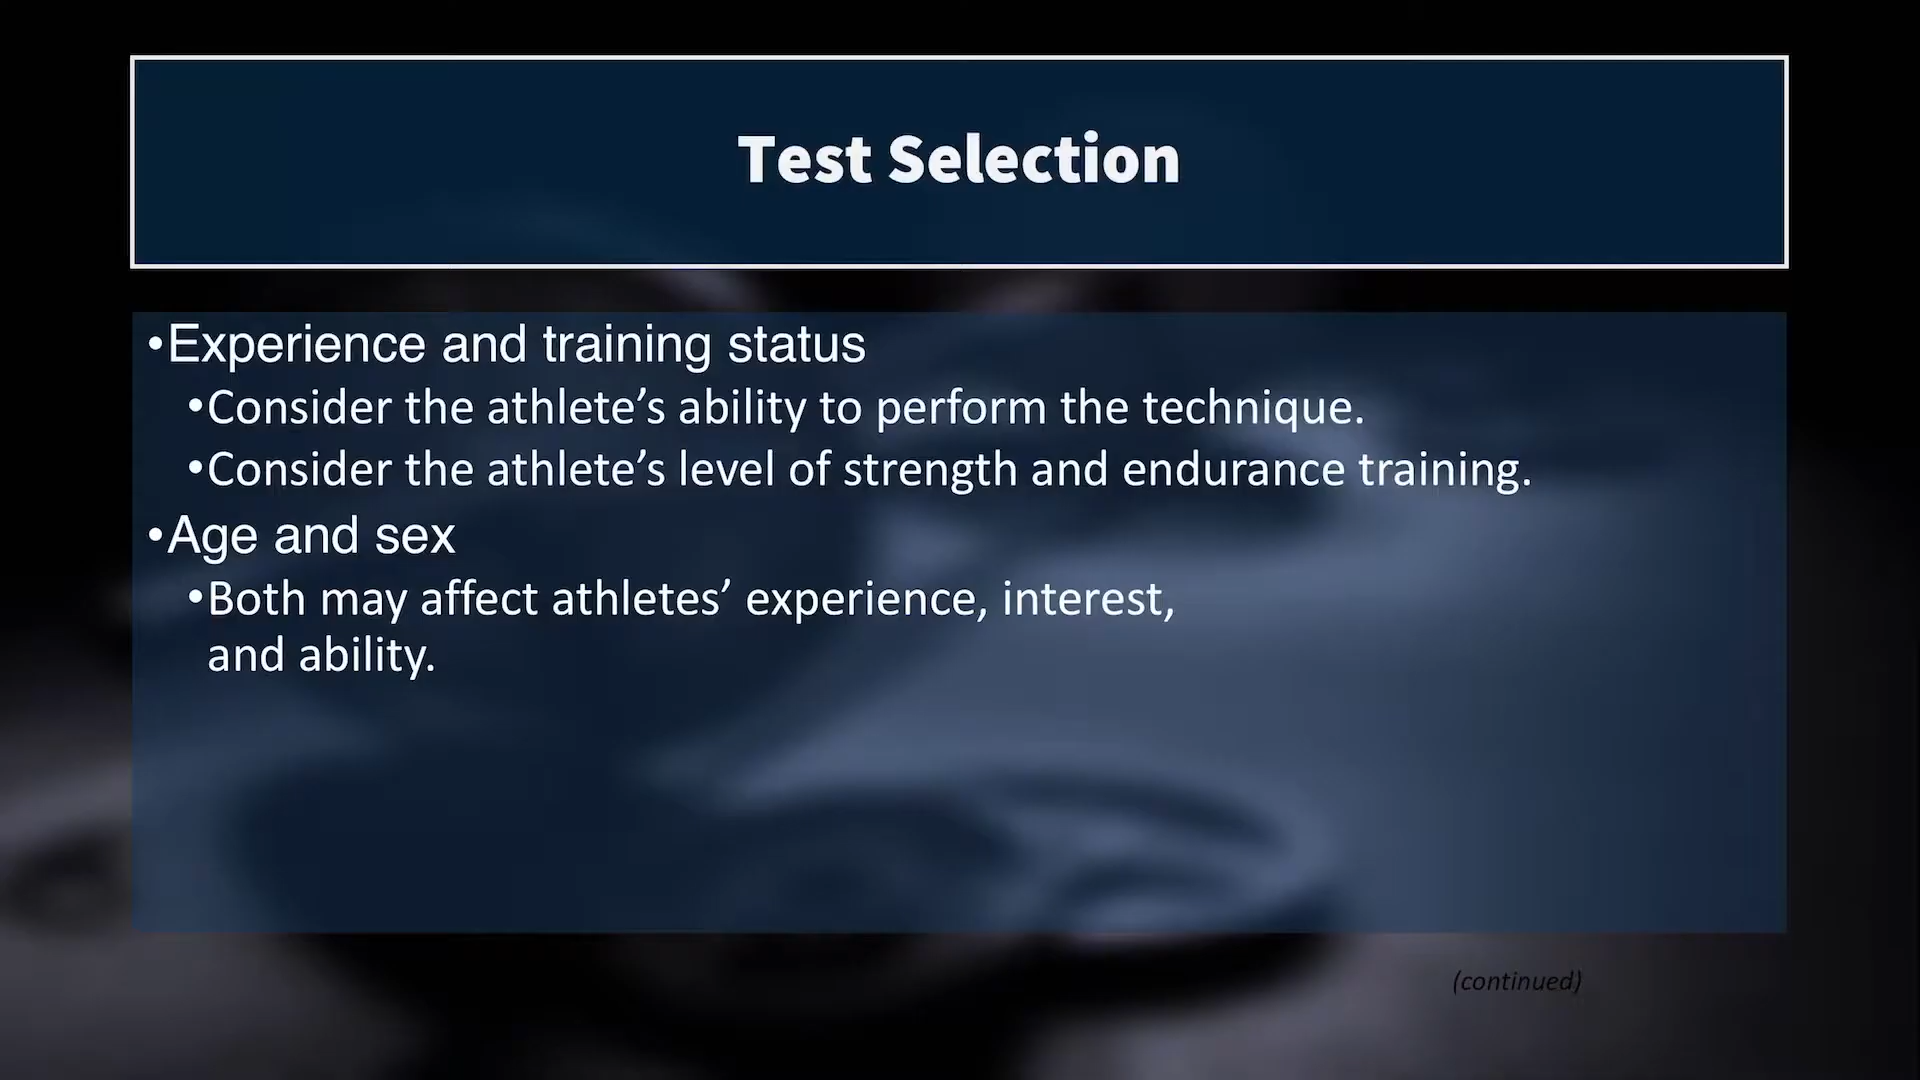 Test Selection
•Experience and training status
•Consider the athlete’s ability to perform the technique.
•Consider the athlete’s level of strength and endurance training.
•Age and sex
•Both may affect athletes’ experience, interest,
and ability.
(continued)